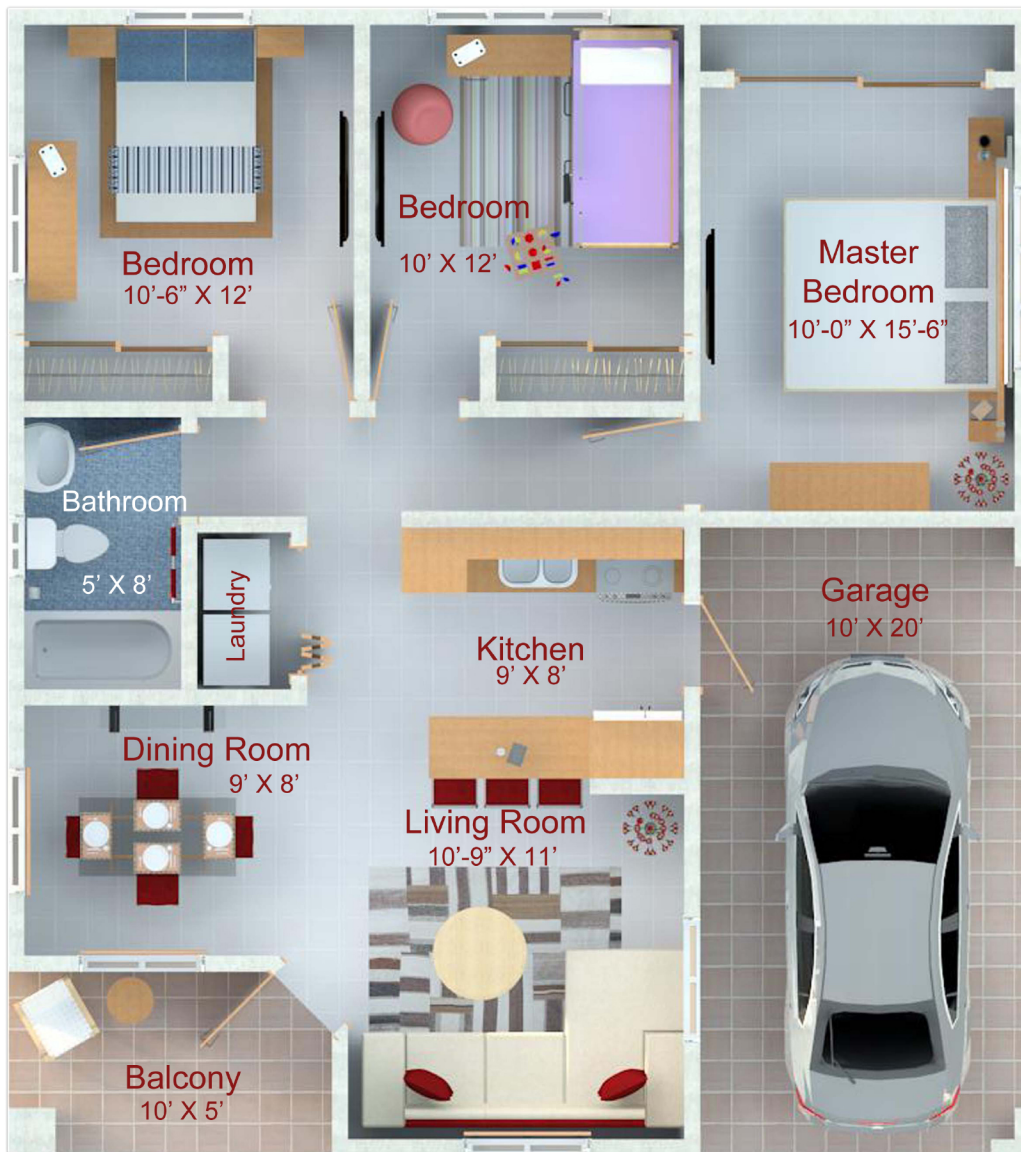 Bedroom
10'-6" X 12'
Bedroom
10' X 12'
Master
Bedroom
10'-0" X 15'-6"
Bathroom
5' X 8'
Laundry
Kitchen
9' X 8'
Garage
10' X 20'
Dining Room
9' X 8'
Living Room
10'-9" X 11'
Balcony
10' X 5'